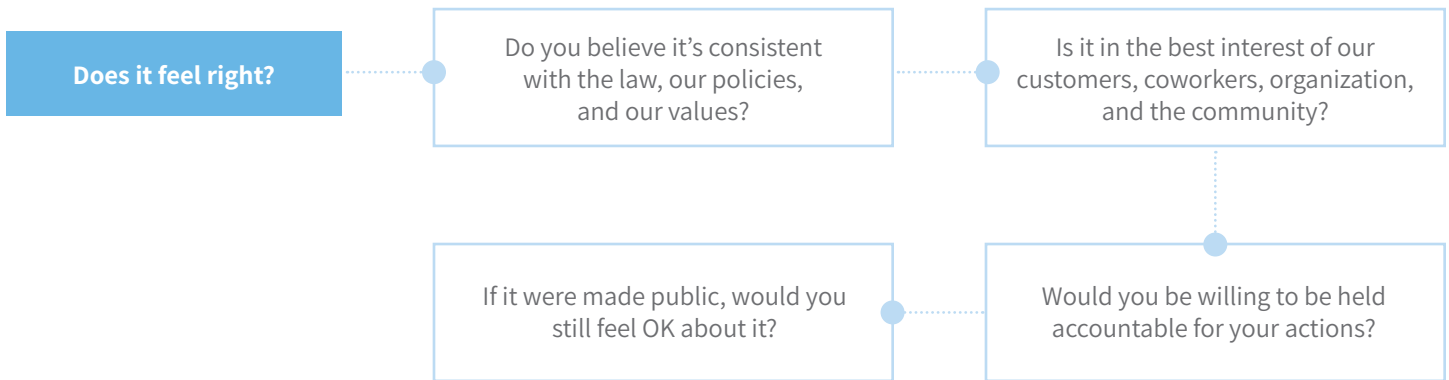 Does it feel right?
Do you believe it’s consistent
with the law, our policies,
and our values?
Is it in the best interest of our
customers, coworkers, organization,
and the community?
Would you be willing to be held
accountable for your actions?
If it were made public, would you
still feel OK about it?